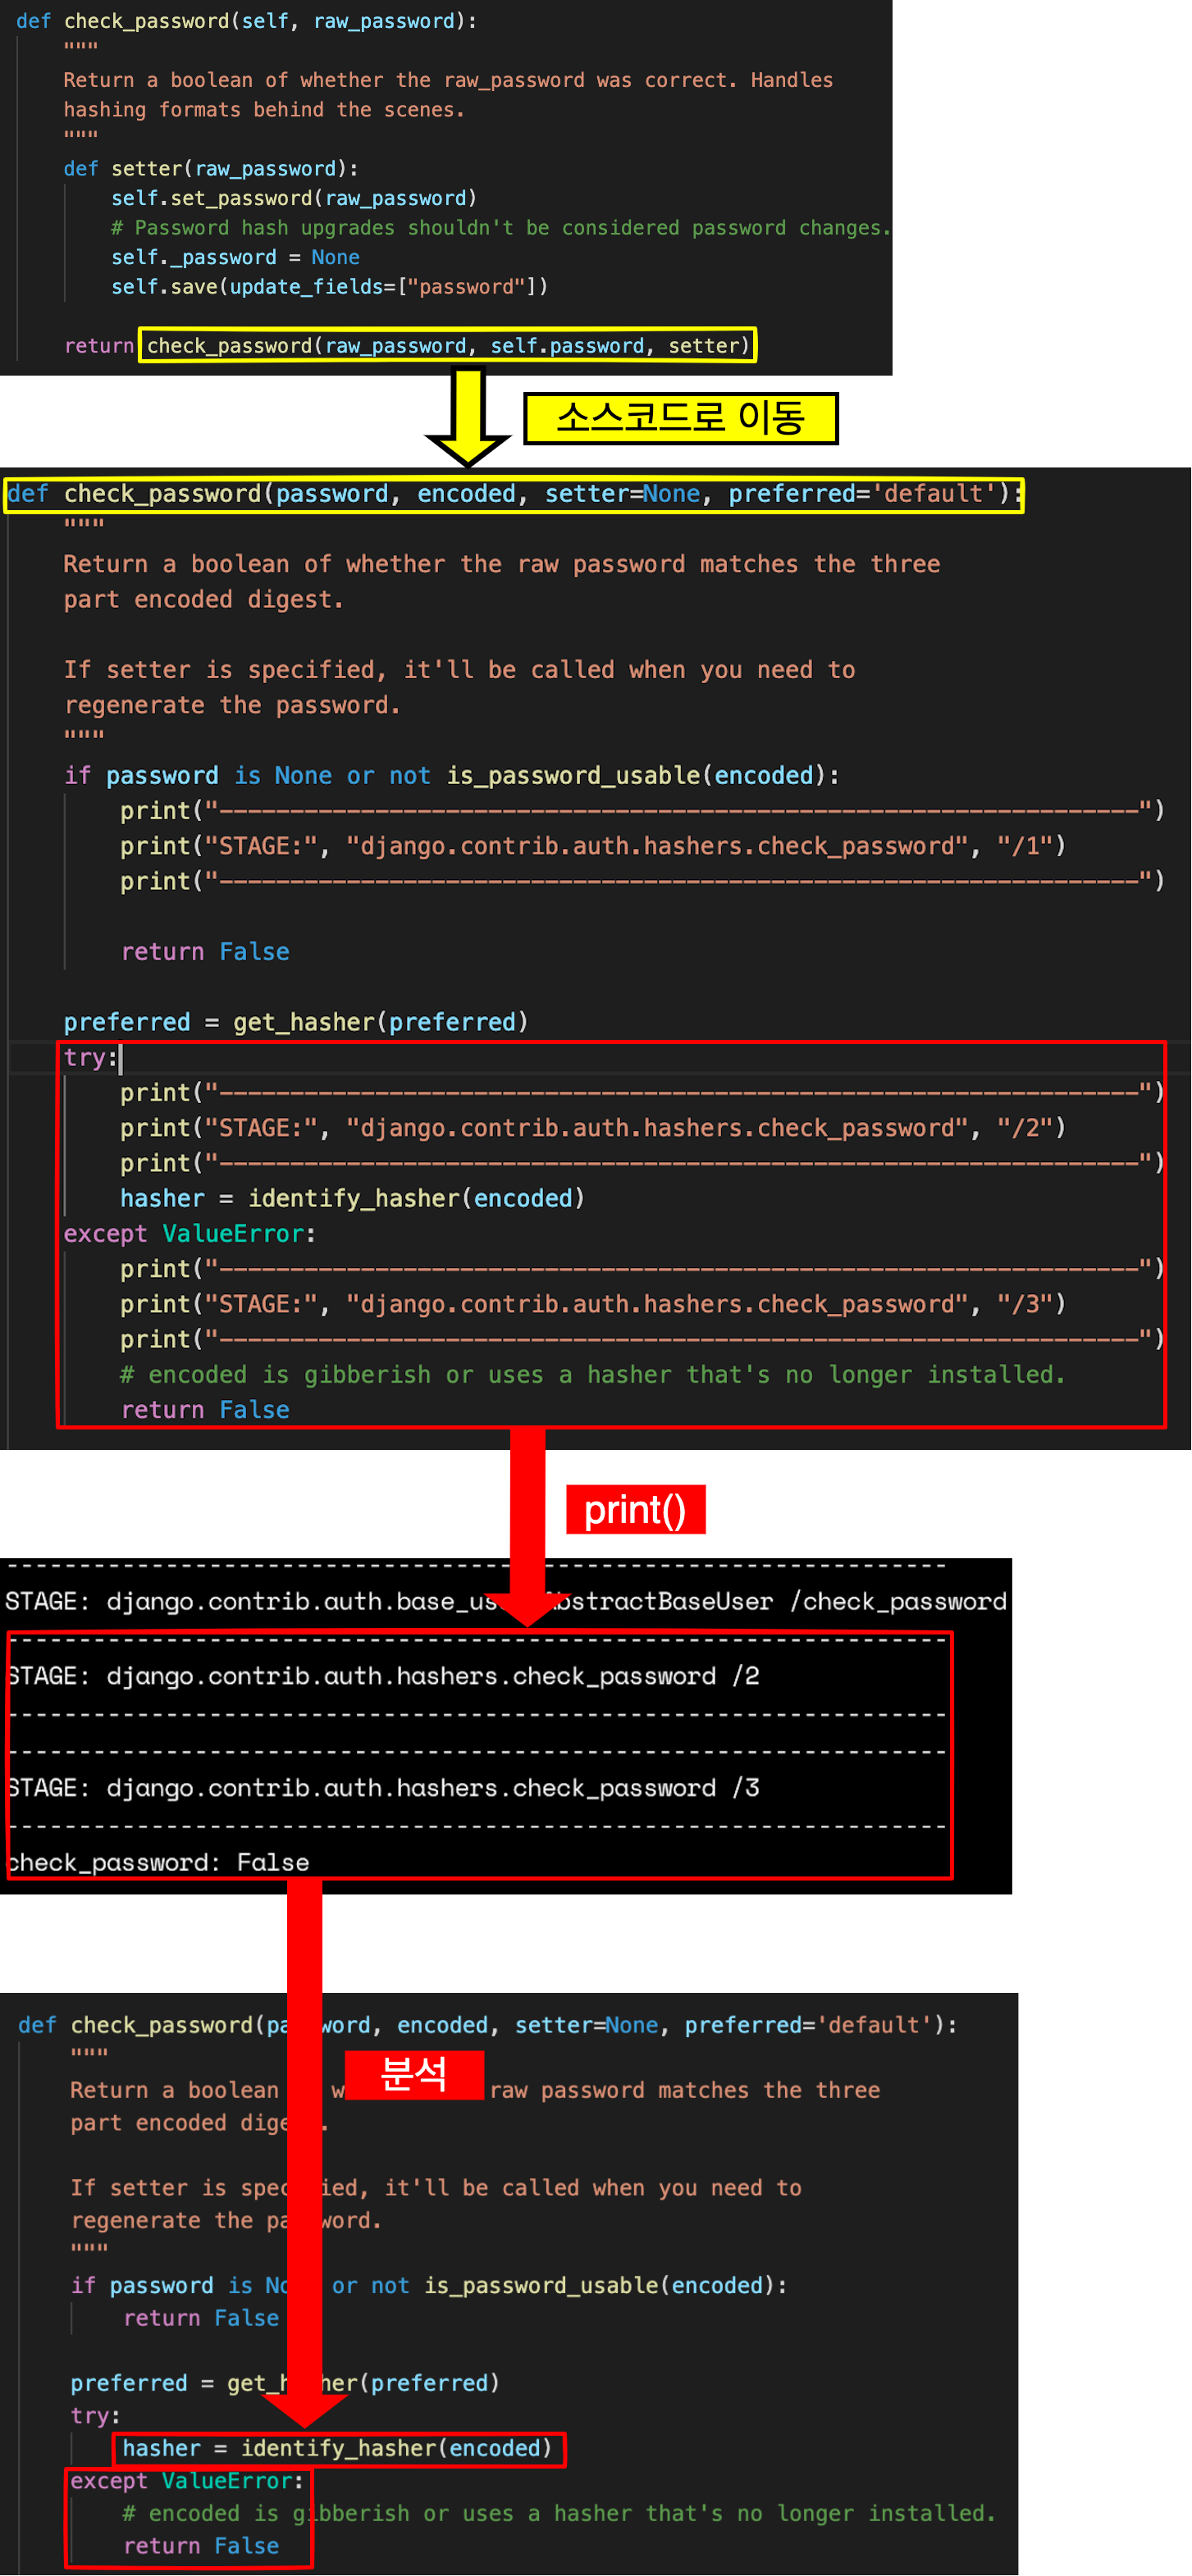 def check_password(self, raw_password):
"""
Return a boolean of whether the raw_password was correct. Handles
hashing formats behind the scenes.
"""
def setter(raw_password):
self.set_password(raw_password)
# Password hash upgrades shouldn't be considered password changes.
self._password = None
self.save(update_fields=["password"])
return check_password(raw_password, self.password, setter)
소스코드로 이동
def check_password(password, encoded, setter=None, preferred='default'):
"""
Return a boolean of whether the raw password matches the three
part encoded digest.
If setter is specified, it'll be called when you need to
regenerate the password.
"""
if password is None or not is_password_usable(encoded):
print("-----------------------------------------------------------------")
print("STAGE:", "django.contrib.auth.hashers.check_password", "/1")
print("-----------------------------------------------------------------")
return False
preferred = get_hasher(preferred)
try:
print("-----------------------------------------------------------------")
print("STAGE:", "django.contrib.auth.hashers.check_password", "/2")
print("-----------------------------------------------------------------")
hasher = identify_hasher(encoded)
except ValueError:
print("-----------------------------------------------------------------")
print("STAGE:", "django.contrib.auth.hashers.check_password", "/3")
print("-----------------------------------------------------------------")
# encoded is gibberish or uses a hasher that's no longer installed.
return False
print()
-----------------------------------------------------------------
STAGE: django.contrib.auth.base_us AbstractBaseUser /check_password
-----------------------------------------------------------------
STAGE: django.contrib.auth.hashers.check_password /2
-----------------------------------------------------------------
-----------------------------------------------------------------
STAGE: django.contrib.auth.hashers.check_password /3
-----------------------------------------------------------------
check_password: False
def check_password(pa word, encoded, setter=None, preferred='default'):
"""
분석
Return a boolean w raw password matches the three
part encoded dige .
If setter is spec ied, it'll be called when you need to
regenerate the pa word.
"""
if password is No or not is_password_usable(encoded):
return False
preferred = get_h her(preferred)
try:
hasher = identify_hasher(encoded)
except ValueError:
# encoded is gibberish or uses a hasher that's no longer installed.
return False